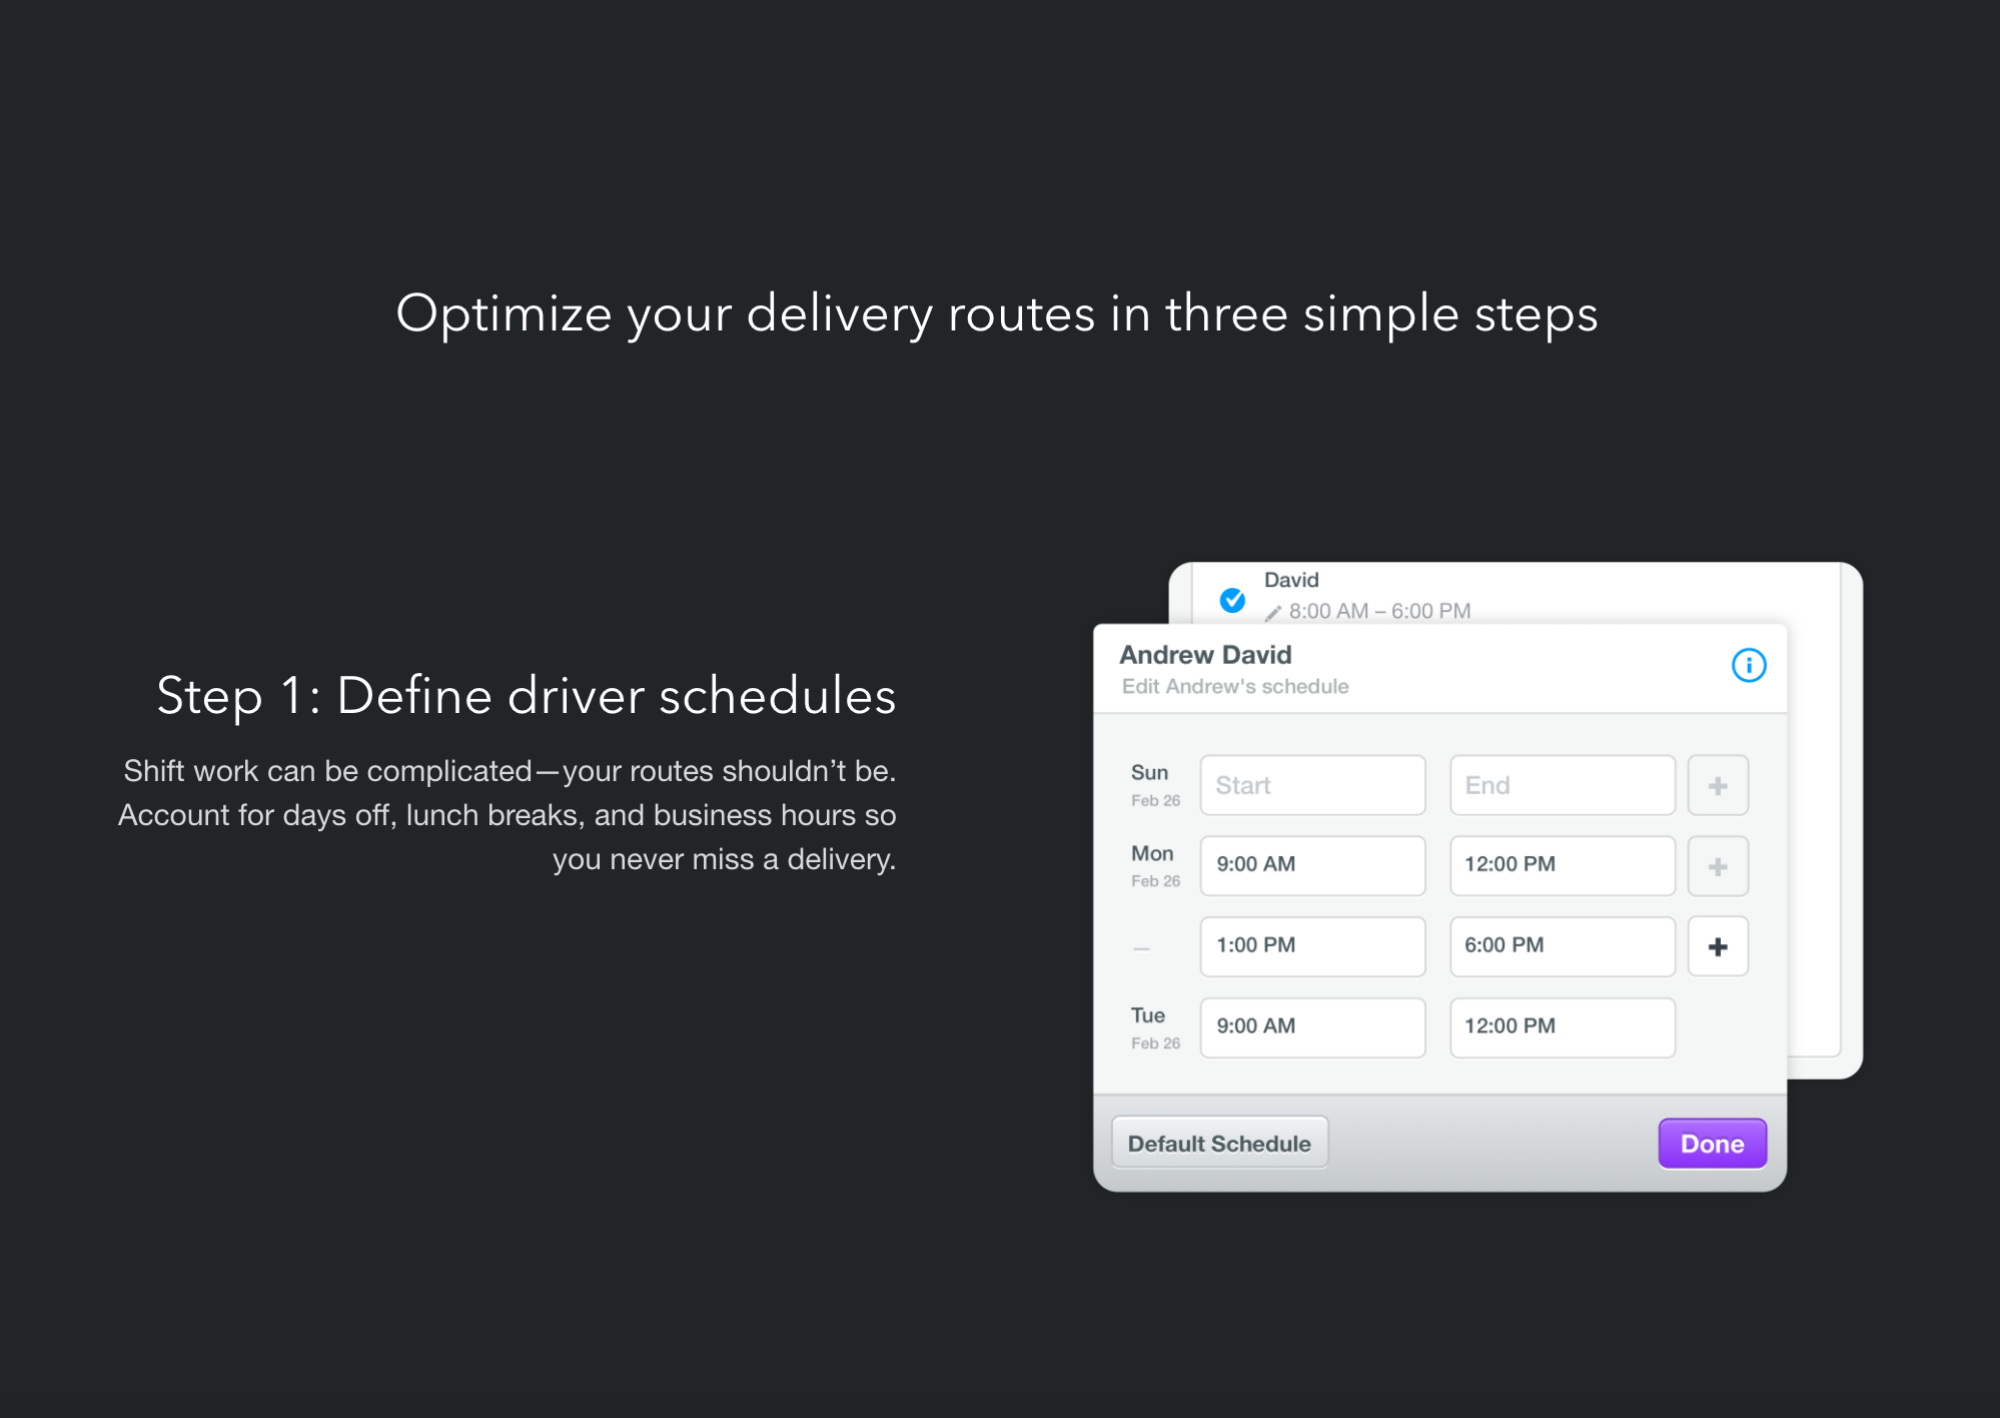 Optimize your delivery routes in three simple steps
Step 1: Define driver schedules
Shift work can be complicated—your routes shouldn’t be.
Account for days off, lunch breaks, and business hours so
you never miss a delivery.
David
8:00 AM – 6:00 PM
Andrew David
Edit Andrew's schedule
Sun
Feb 26
Start
End
+
Mon
Feb 26
9:00 AM
12:00 PM
+
–
1:00 PM
6:00 PM
+
Tue
Feb 26
9:00 AM
12:00 PM
Default Schedule
Done